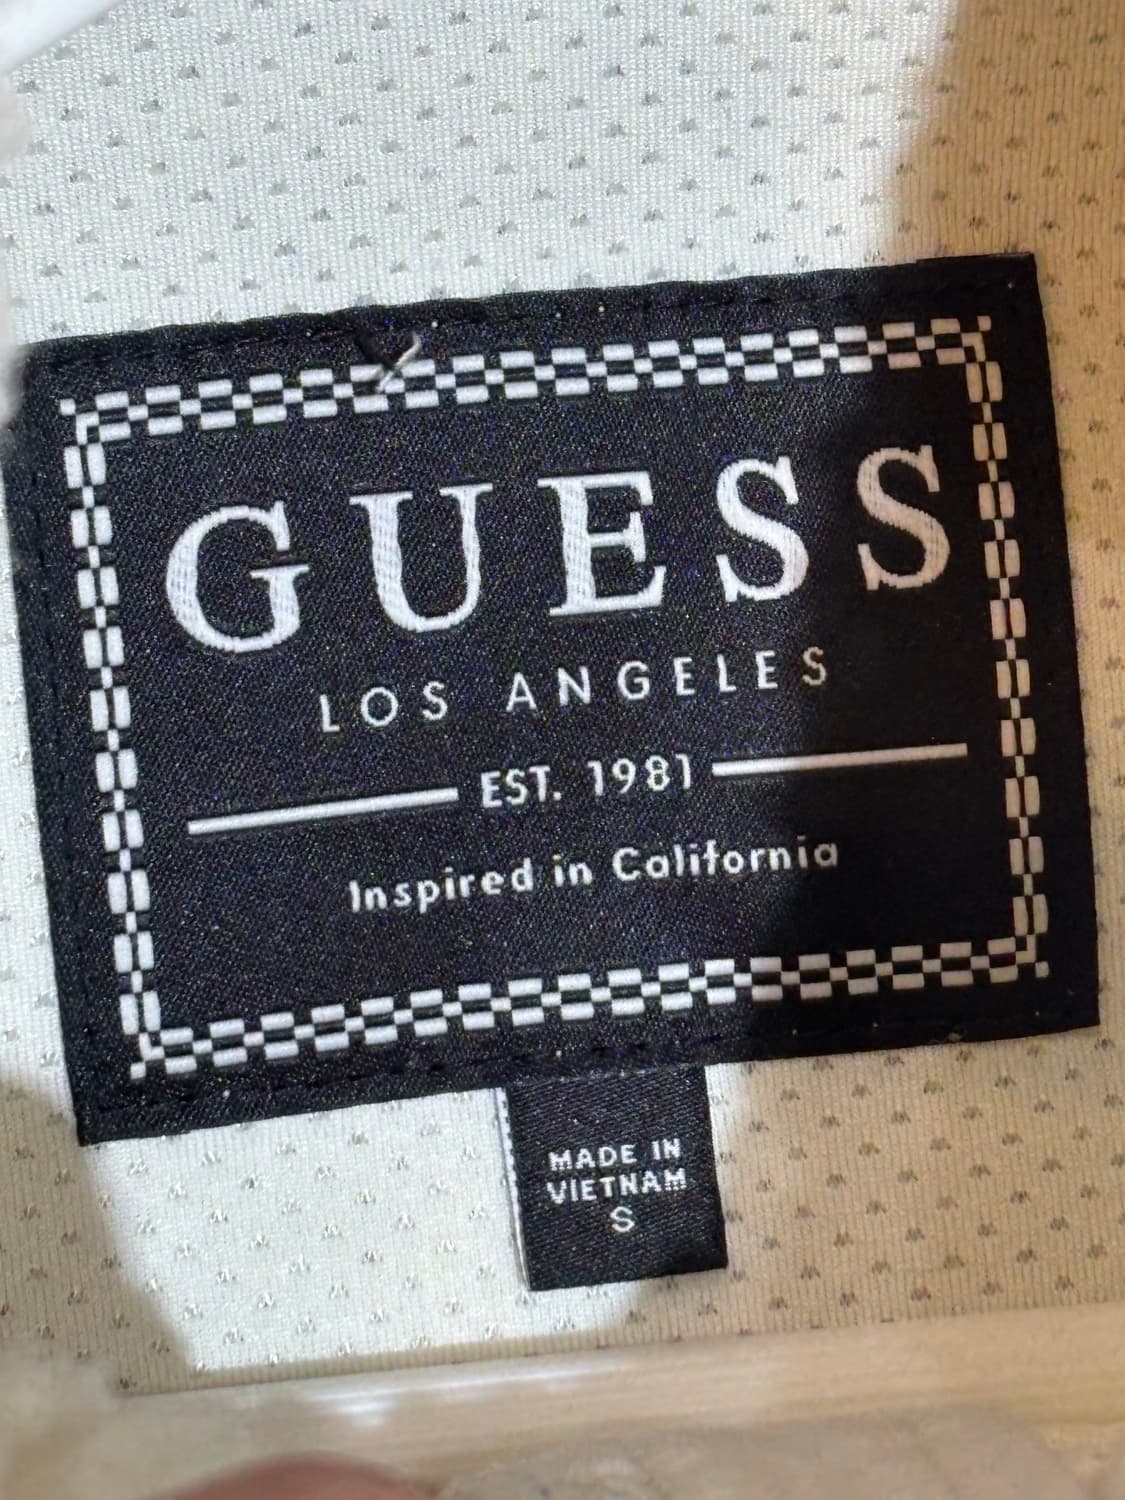 GUESS
LOS ANGELES
EST. 1981
Inspired in California
MADE IN
VIETNAM
S